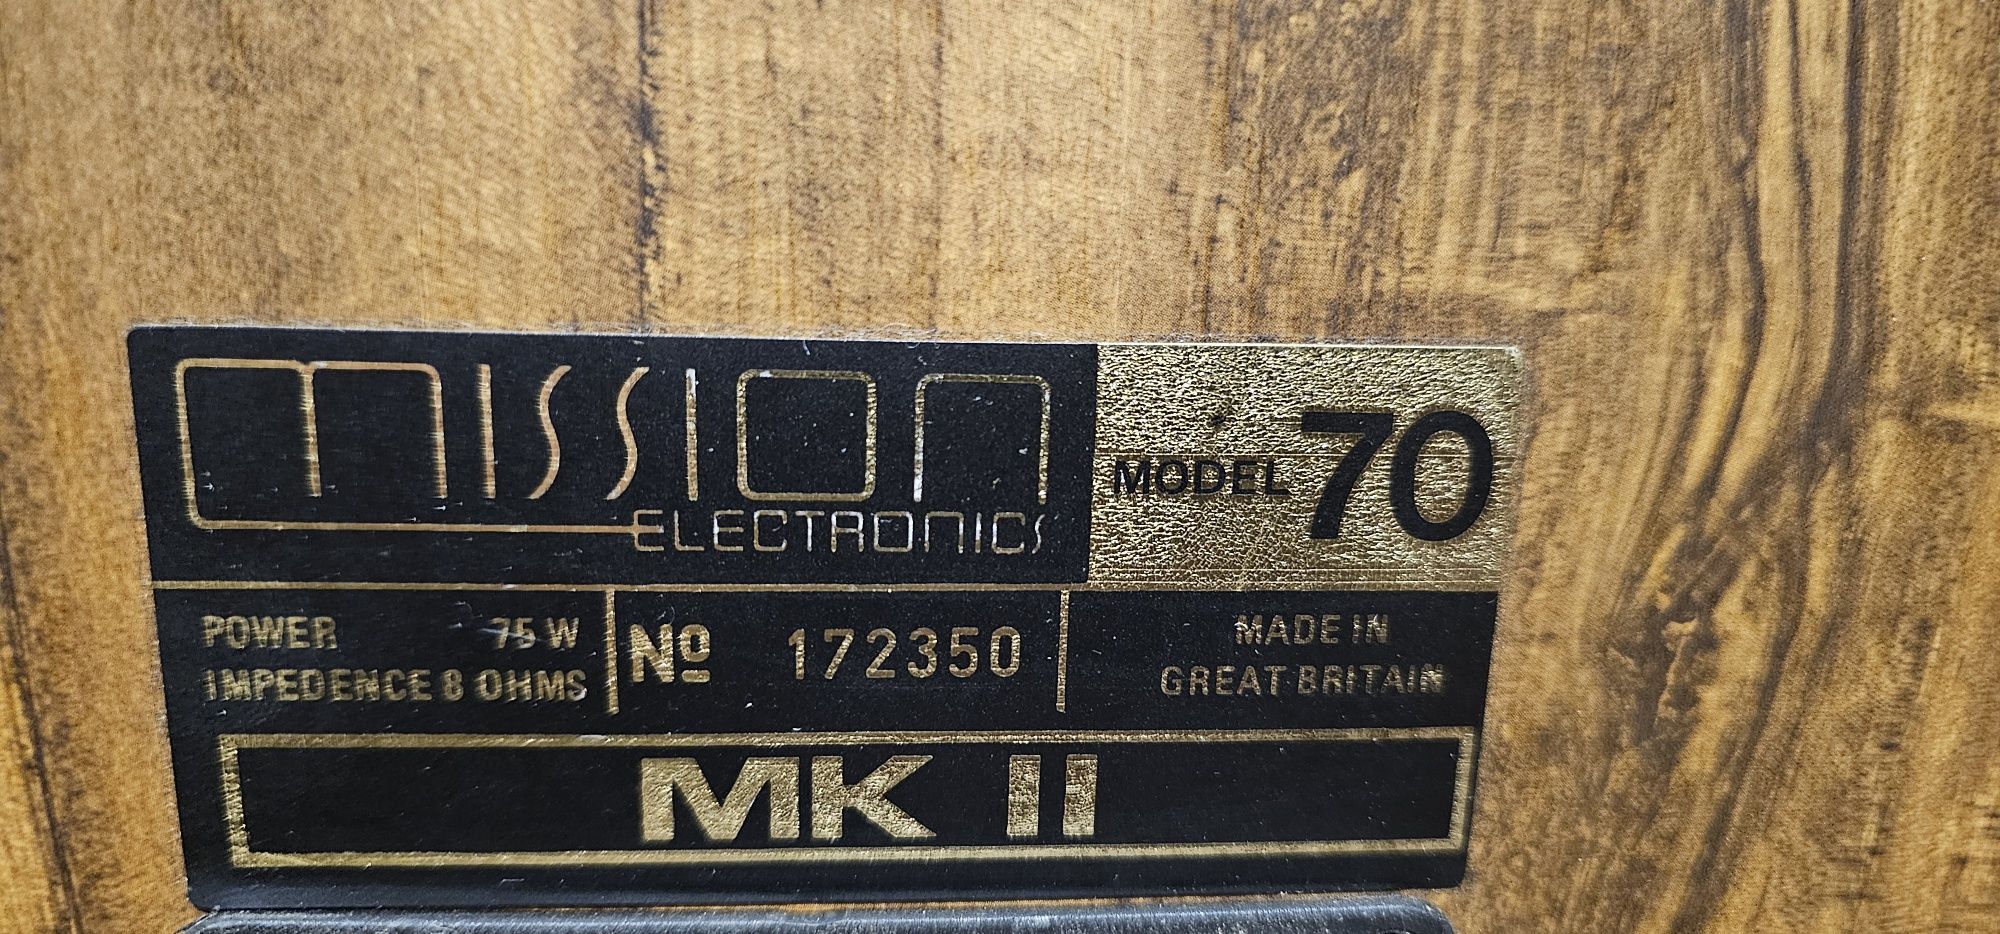 mission
ELECTRONICS
MODEL 70
POWER 75 W
IMPEDENCE 8 OHMS
No 172350
MADE IN
GREAT BRITAIN
MK II